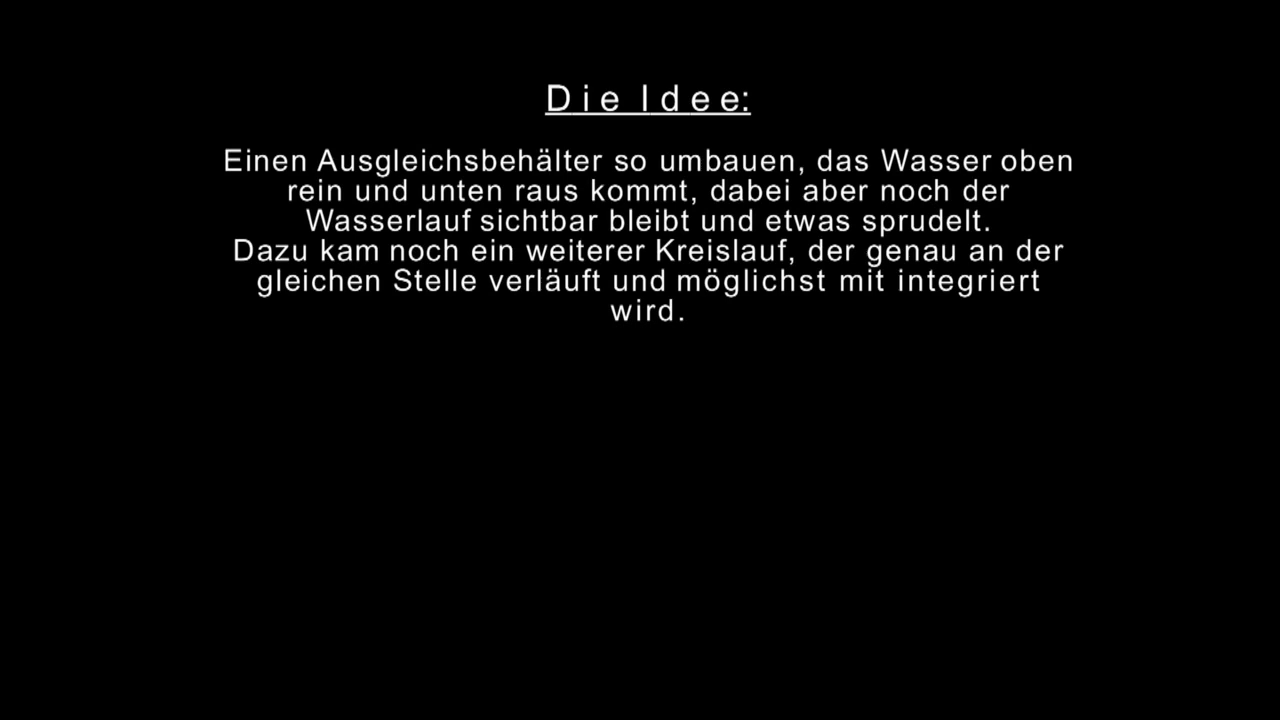 Die Idee:
Einen Ausgleichsbehälter so umbauen, das Wasser oben
rein und unten raus kommt, dabei aber noch der
Wasserlauf sichtbar bleibt und etwas sprudelt.
Dazu kam noch ein weiterer Kreislauf, der genau an der
gleichen Stelle verläuft und möglichst mit integriert
wird.